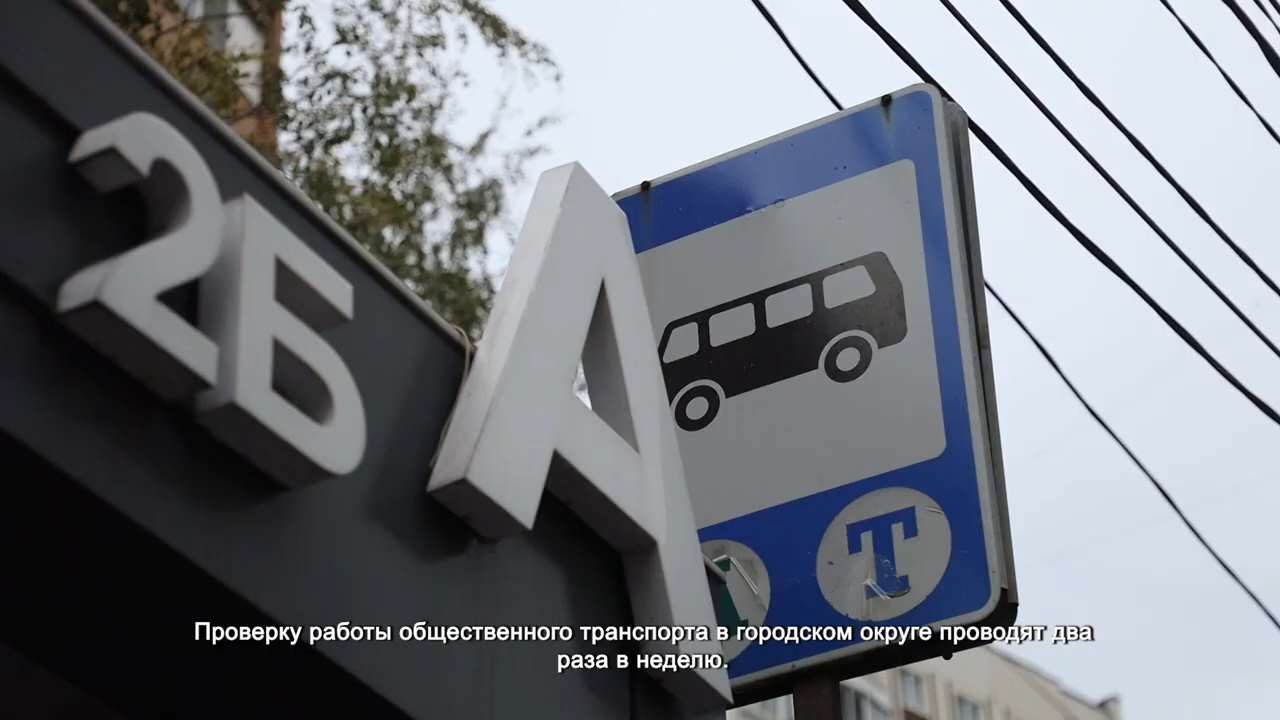 2Б А
Т
Проверку работы общественного транспорта в городском округе проводят два
раза в неделю.